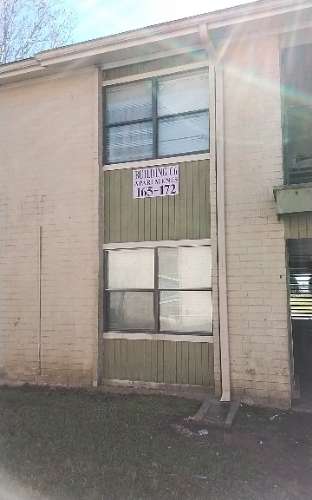 BUILDING 16
APARTMENTS
165-172